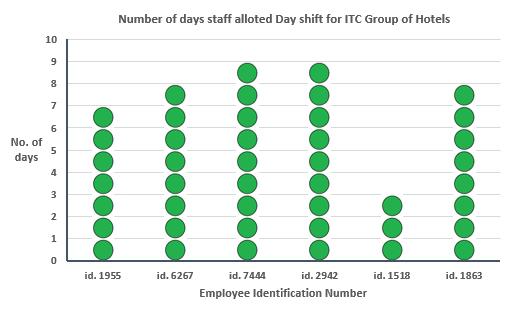 Number of days staff alloted Day shift for ITC Group of Hotels
10
9
8
7
6
5
4
3
2
1
0
No. of
days
id. 1955 id. 6267 id. 7444 id. 2942 id. 1518 id. 1863
Employee Identification Number